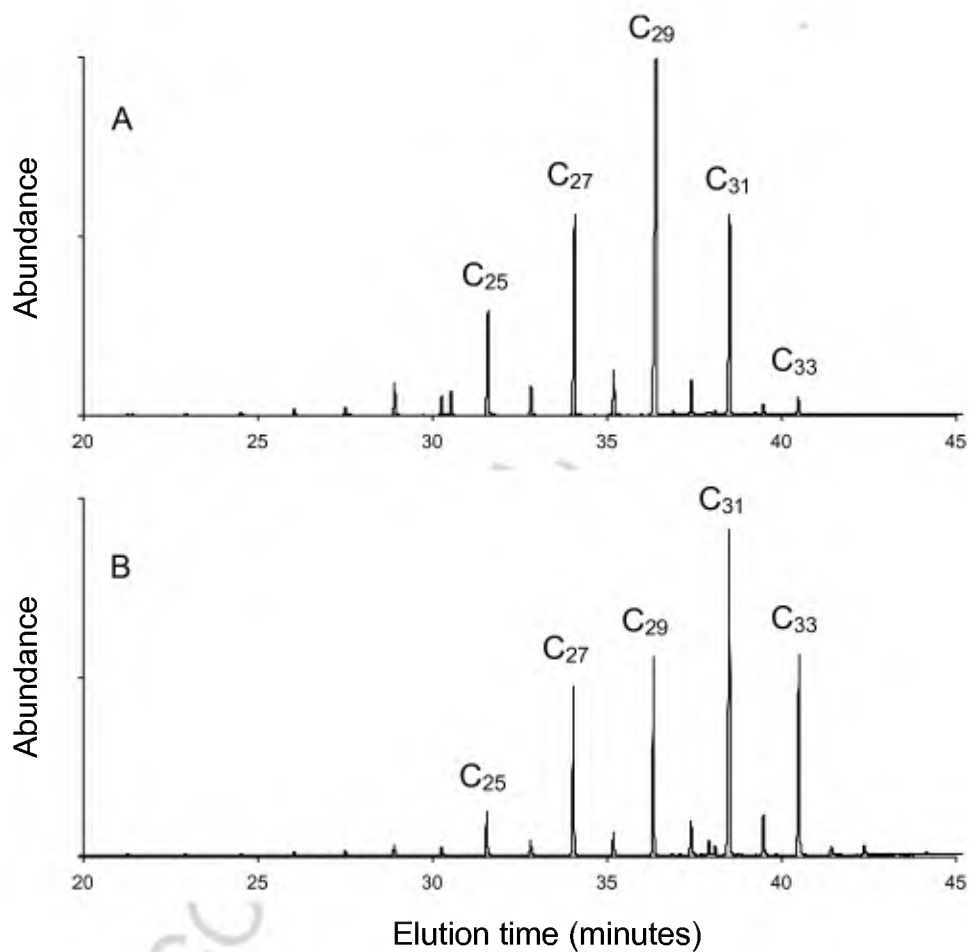 C₂₉
A
C₂₇
C₃₁
C₂₅
C₃₃
Abundance
20 25 30 35 40 45
C₃₁
B
C₂₇ C₂₉ C₃₃
C₂₅
Abundance
20 25 30 35 40 45
Elution time (minutes)